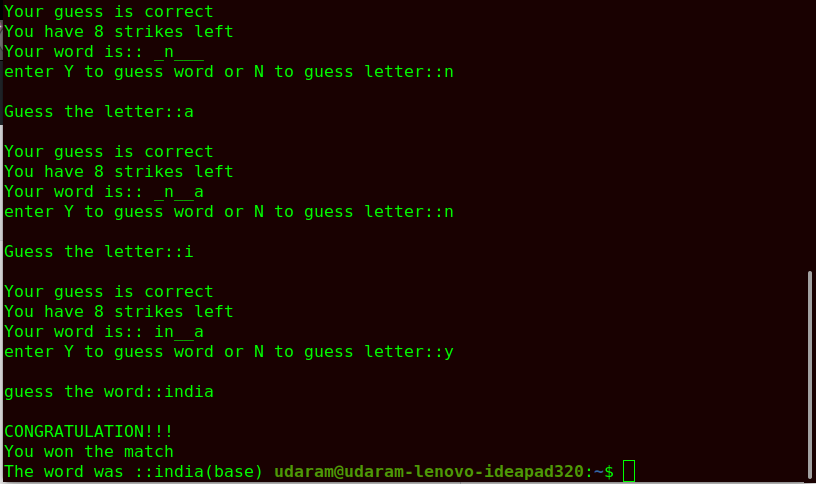 Your guess is correct
You have 8 strikes left
Your word is:: _n___
enter Y to guess word or N to guess letter::n
Guess the letter::a
Your guess is correct
You have 8 strikes left
Your word is:: _n__a
enter Y to guess word or N to guess letter::n
Guess the letter::i
Your guess is correct
You have 8 strikes left
Your word is:: in__a
enter Y to guess word or N to guess letter::y
guess the word::india
CONGRATULATION!!!
You won the match
The word was ::india(base) udaram@udaram-lenovo-ideapad320:~$